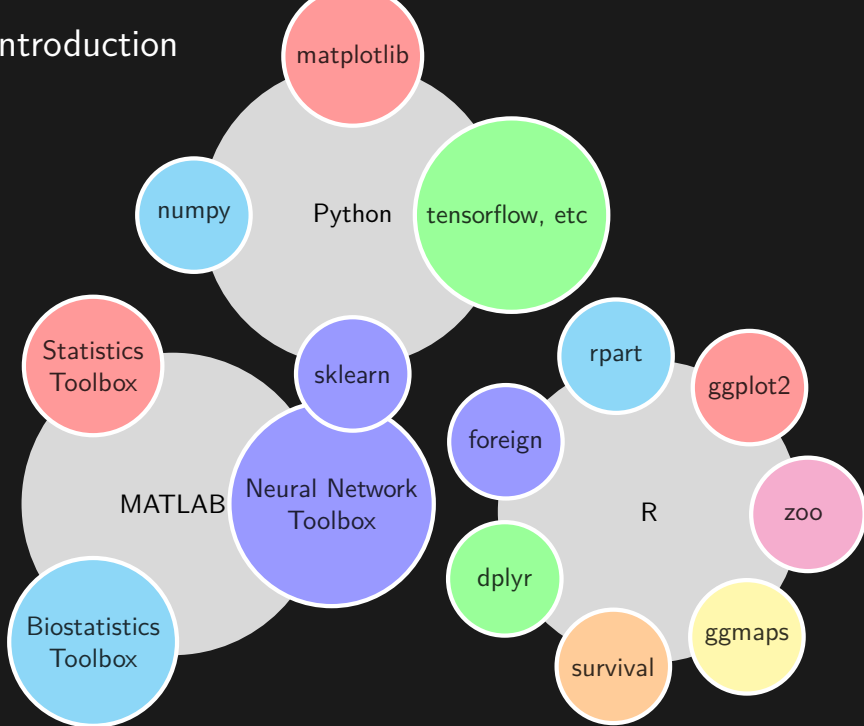 ntroduction
matplotlib
numpy
Python
tensorflow, etc
sklearn
Statistics
Toolbox
MATLAB
Neural Network
Toolbox
Biostatistics
Toolbox
rpart
ggplot2
foreign
R
zoo
dplyr
ggmaps
survival